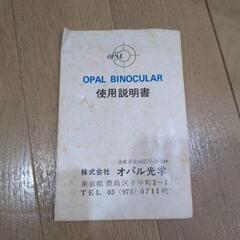 OPAL
OPAL BINOCULAR
使用説明書
株式会社 オパル光学
東京都 豊島区千早町2-1
TEL 03 (973) 0711代